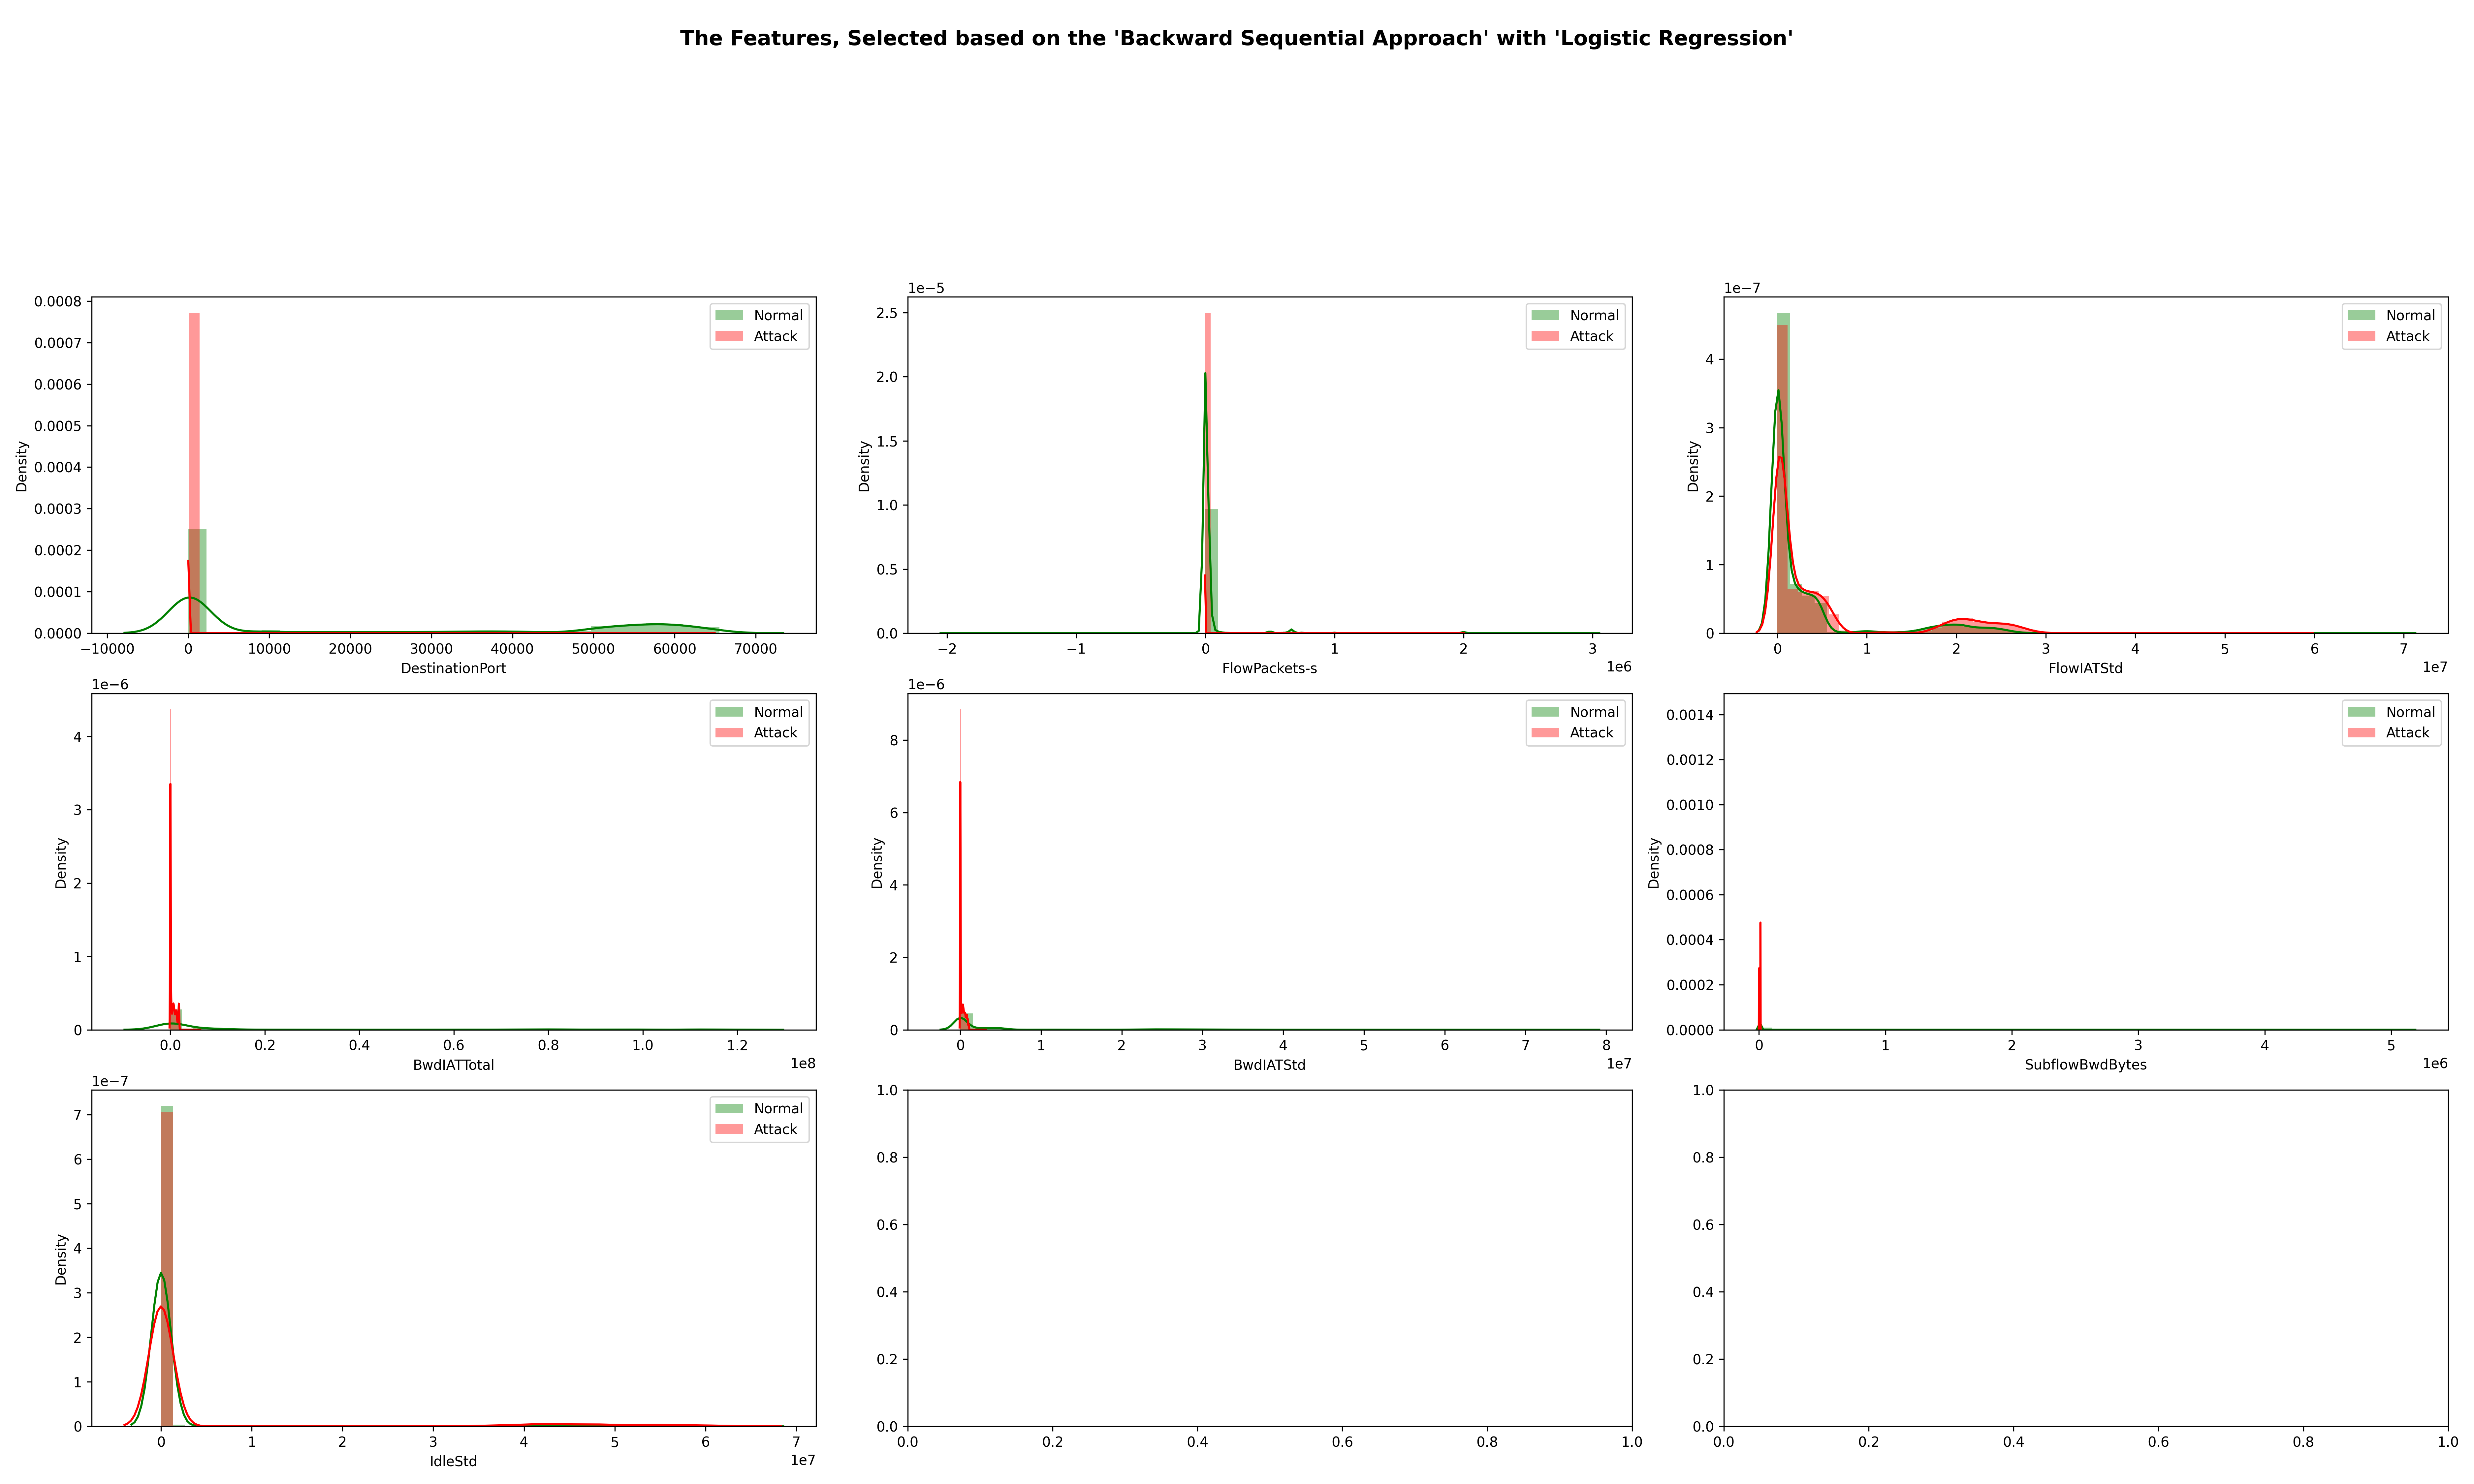 The Features, Selected based on the 'Backward Sequential Approach' with 'Logistic Regression'
0.0008
0.0007
0.0006
0.0005
0.0004
0.0003
0.0002
0.0001
0.0000
Density
−10000 0 10000 20000 30000 40000 50000 60000 70000
DestinationPort
Normal
Attack
1e−5
2.5
2.0
1.5
1.0
0.5
0.0
Density
−2 −1 0 1 2 3
1e6
FlowPackets-s
Normal
Attack
1e−7
4
3
2
1
0
Density
0 1 2 3 4 5 6 7
1e7
FlowIATStd
Normal
Attack
1e−6
4
3
2
1
0
Density
0.0 0.2 0.4 0.6 0.8 1.0 1.2
1e8
BwdIATTotal
Normal
Attack
1e−6
8
6
4
2
0
Density
0 1 2 3 4 5 6 7 8
1e7
BwdIATStd
Normal
Attack
0.0014
0.0012
0.0010
0.0008
0.0006
0.0004
0.0002
0.0000
Density
0 1 2 3 4 5
1e6
SubflowBwdBytes
Normal
Attack
1e−7
7
6
5
4
3
2
1
0
Density
0 1 2 3 4 5 6 7
1e7
IdleStd
Normal
Attack
1.0
0.8
0.6
0.4
0.2
0.0
0.0 0.2 0.4 0.6 0.8 1.0
1.0
0.8
0.6
0.4
0.2
0.0
0.0 0.2 0.4 0.6 0.8 1.0